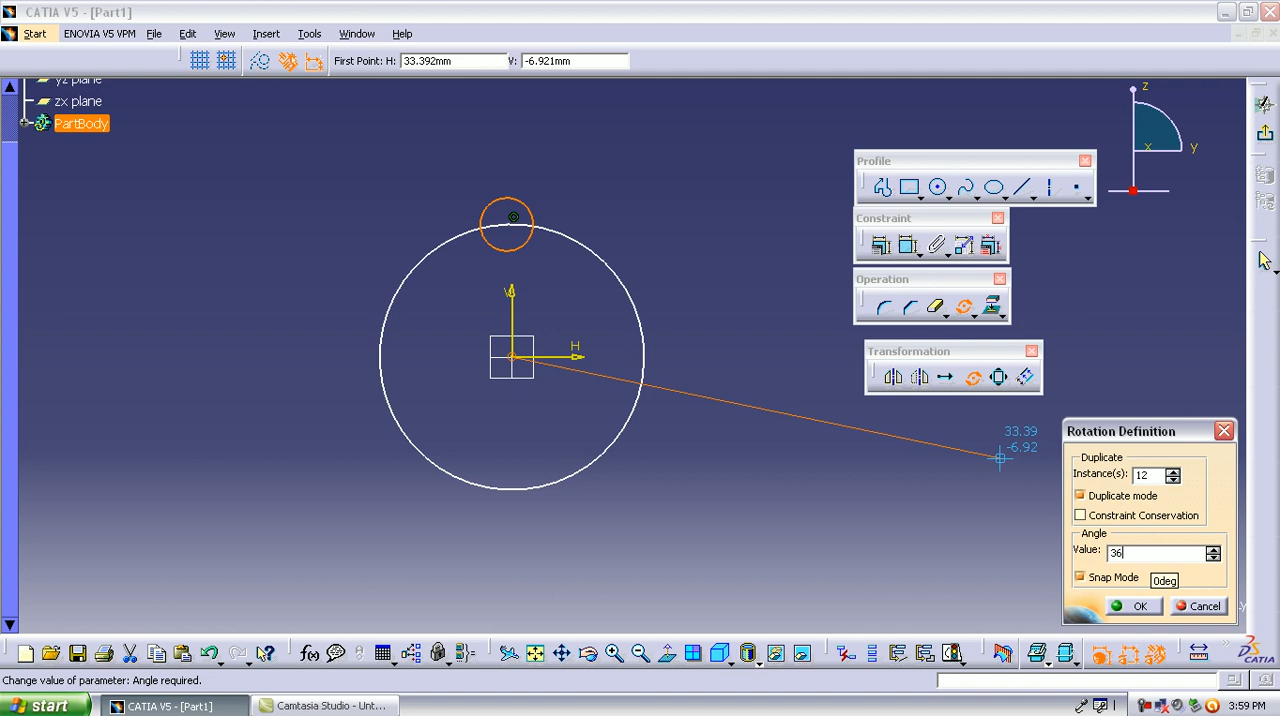 CATIA V5 - [Part1]
Start ENOVIA V5 VPM File Edit View Insert Tools Window Help
First Point: H: 33.392mm V: -6.921mm
yz plane
zx plane
PartBody
z
x
y
Profile
Constraint
Operation
Transformation
V
H
33.39
-6.92
Rotation Definition
Duplicate
Instance(s): 12
Duplicate mode
Constraint Conservation
Angle
Value: 36
Snap Mode 0deg
OK Cancel
f(x)
CATIA
Change value of parameter: Angle required.
start CATIA V5 - [Part1] Camtasia Studio - Unt... 3:59 PM